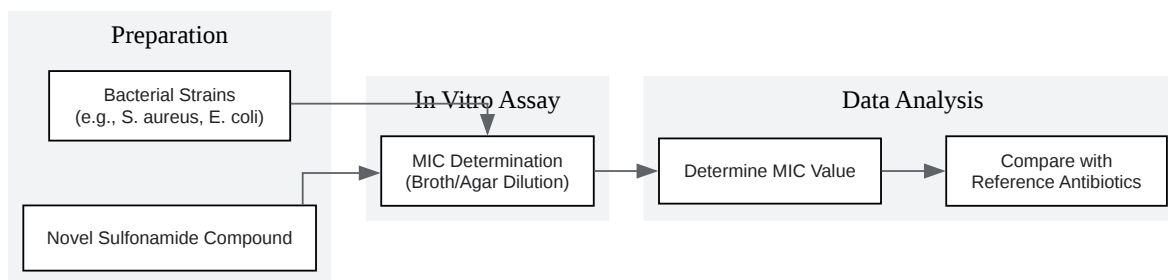 Preparation
Bacterial Strains
(e.g., S. aureus, E. coli)
Novel Sulfonamide Compound
In Vitro Assay
MIC Determination
(Broth/Agar Dilution)
Data Analysis
Determine MIC Value
Compare with
Reference Antibiotics